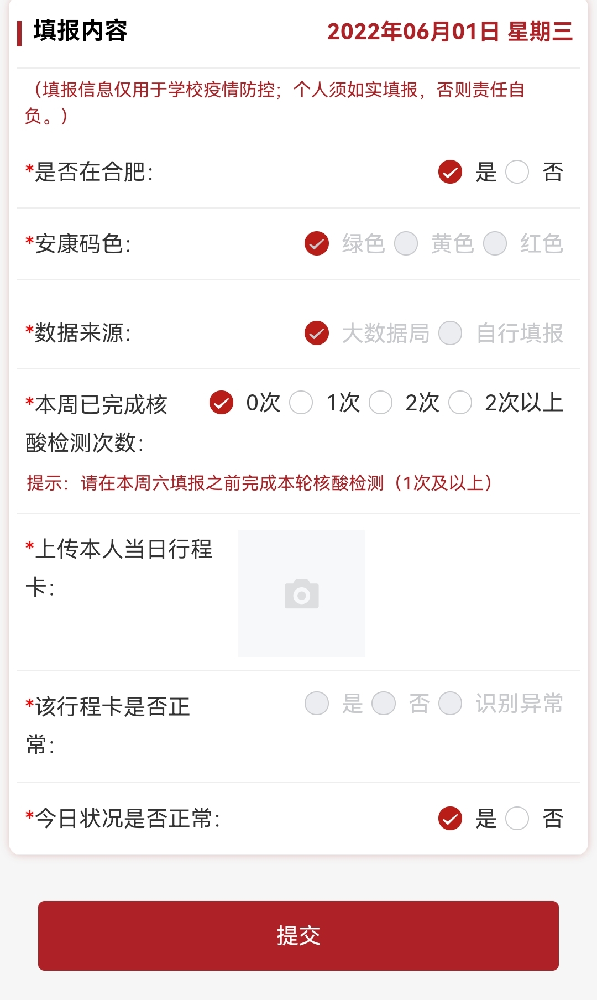 填报内容 2022年06月01日 星期三
（填报信息仅用于学校疫情防控；个人须如实填报，否则责任自
负。）
*是否在合肥： 是 否
*安康码色： 绿色 黄色 红色
*数据来源： 大数据局 自行填报
*本周已完成核 0次 1次 2次 2次以上
酸检测次数：
提示：请在本周六填报之前完成本轮核酸检测（1次及以上）
*上传本人当日行程
卡：
*该行程卡是否正 是 否 识别异常
常：
*今日状况是否正常： 是 否
提交